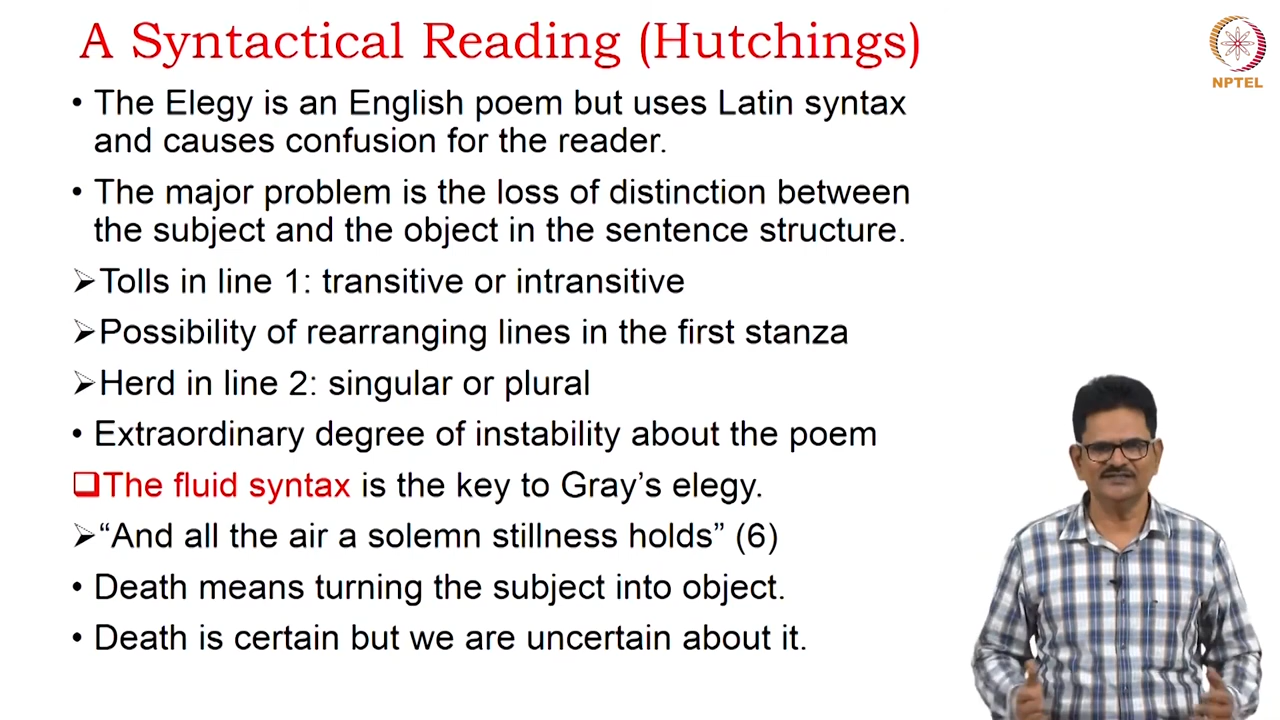 A Syntactical Reading (Hutchings)
NPTEL
• The Elegy is an English poem but uses Latin syntax
and causes confusion for the reader.
• The major problem is the loss of distinction between
the subject and the object in the sentence structure.
➢Tolls in line 1: transitive or intransitive
➢Possibility of rearranging lines in the first stanza
➢Herd in line 2: singular or plural
• Extraordinary degree of instability about the poem
❑The fluid syntax is the key to Gray’s elegy.
➢“And all the air a solemn stillness holds” (6)
• Death means turning the subject into object.
• Death is certain but we are uncertain about it.